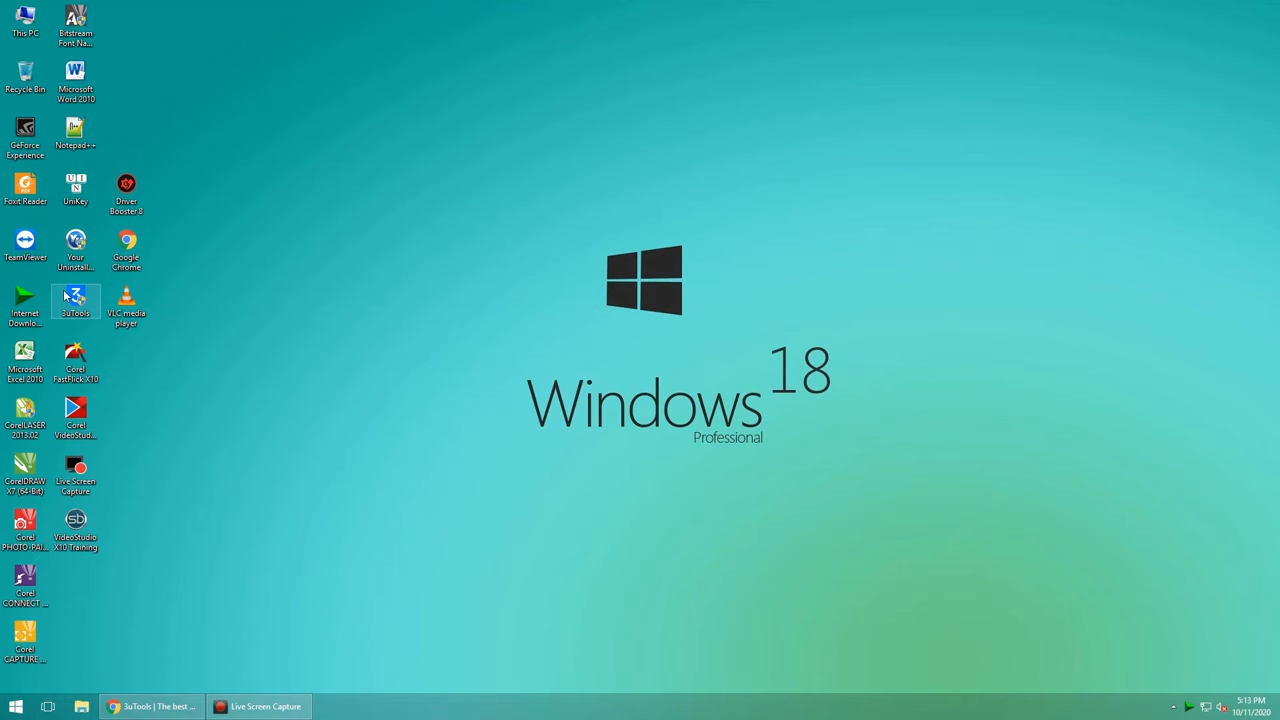 This PC
Bitstream
Font Na...
Recycle Bin
Microsoft
Word 2010
GeForce
Experience
Notepad++
Foxit Reader
UniKey
Driver
Booster 8
TeamViewer
Your
Uninstall...
Google
Chrome
Internet
Downlo...
3uTools
VLC media
player
Microsoft
Excel 2010
Corel
FastFlick X10
CorelLASER
2013.02
Corel
VideoStud...
CorelDRAW
X7 (64-Bit)
Live Screen
Capture
Corel
PHOTO-PAI...
VideoStudio
X10 Training
Corel
CONNECT ...
Corel
CAPTURE ...
Windows 18
Professional
3uTools | The best ...
Live Screen Capture
5:13 PM
10/11/2020